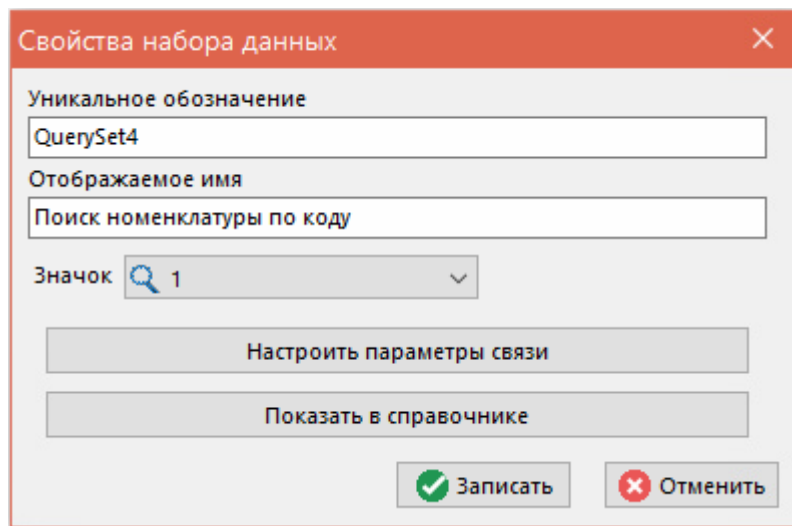 Свойства набора данных
Уникальное обозначение
QuerySet4
Отображаемое имя
Поиск номенклатуры по коду
Значок 1
Настроить параметры связи
Показать в справочнике
Записать Отменить